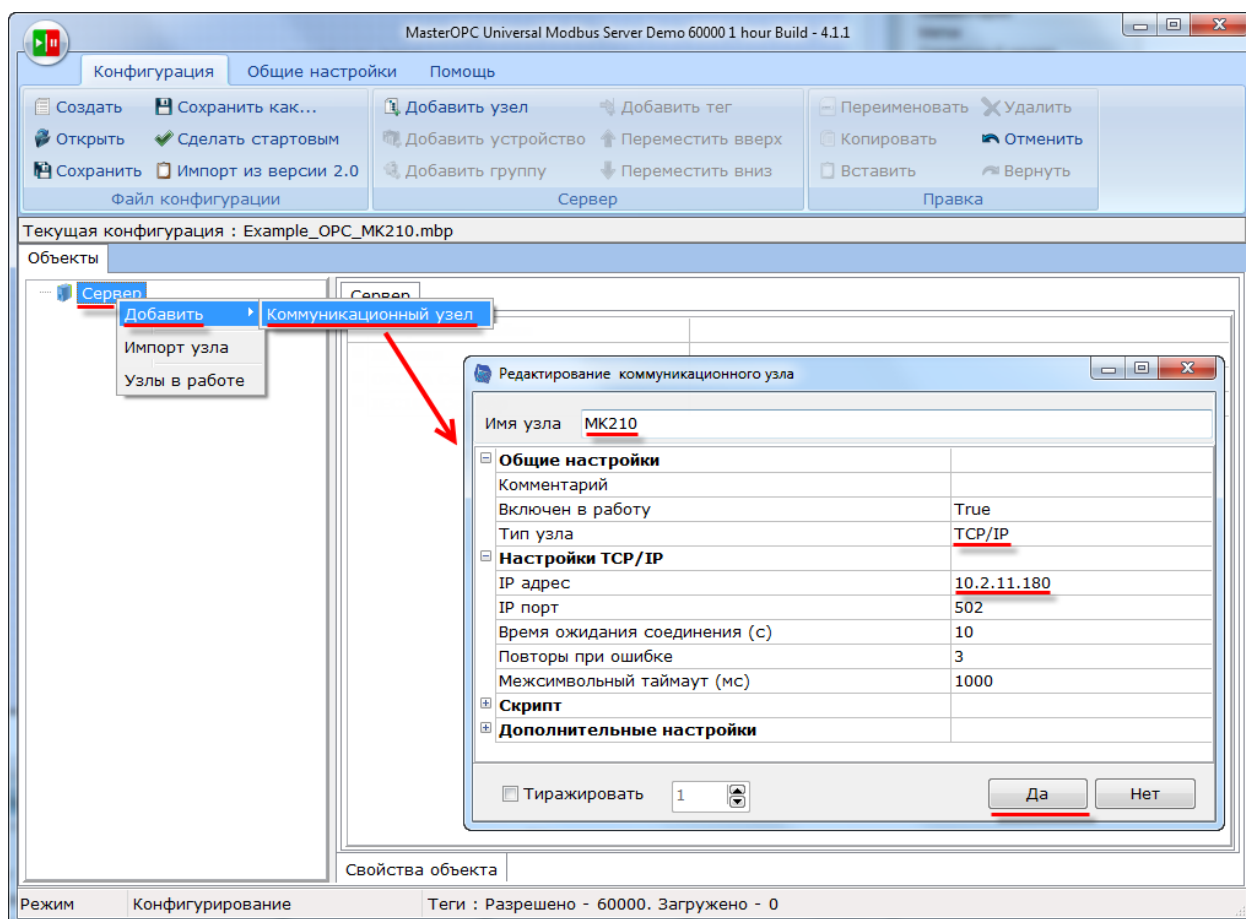 MasterOPC Universal Modbus Server Demo 60000 1 hour Build - 4.1.1
Конфигурация Общие настройки Помощь
Создать Сохранить как... Добавить узел Добавить тег Переименовать Удалить
Открыть Сделать стартовым Добавить устройство Переместить вверх Копировать Отменить
Сохранить Импорт из версии 2.0 Добавить группу Переместить вниз Вставить Вернуть
Файл конфигурации Сервер Правка
Текущая конфигурация : Example_OPC_MK210.mbp
Объекты
Сервер Сервер
Добавить Коммуникационный узел
Импорт узла
Узлы в работе
Редактирование коммуникационного узла
Имя узла MK210
Общие настройки
Комментарий
Включен в работу True
Тип узла TCP/IP
Настройки TCP/IP
IP адрес 10.2.11.180
IP порт 502
Время ожидания соединения (с) 10
Повторы при ошибке 3
Межсимвольный таймаут (мс) 1000
Скрипт
Дополнительные настройки
Тиражировать 1 Да Нет
Свойства объекта
Режим Конфигурирование Теги : Разрешено - 60000. Загружено - 0